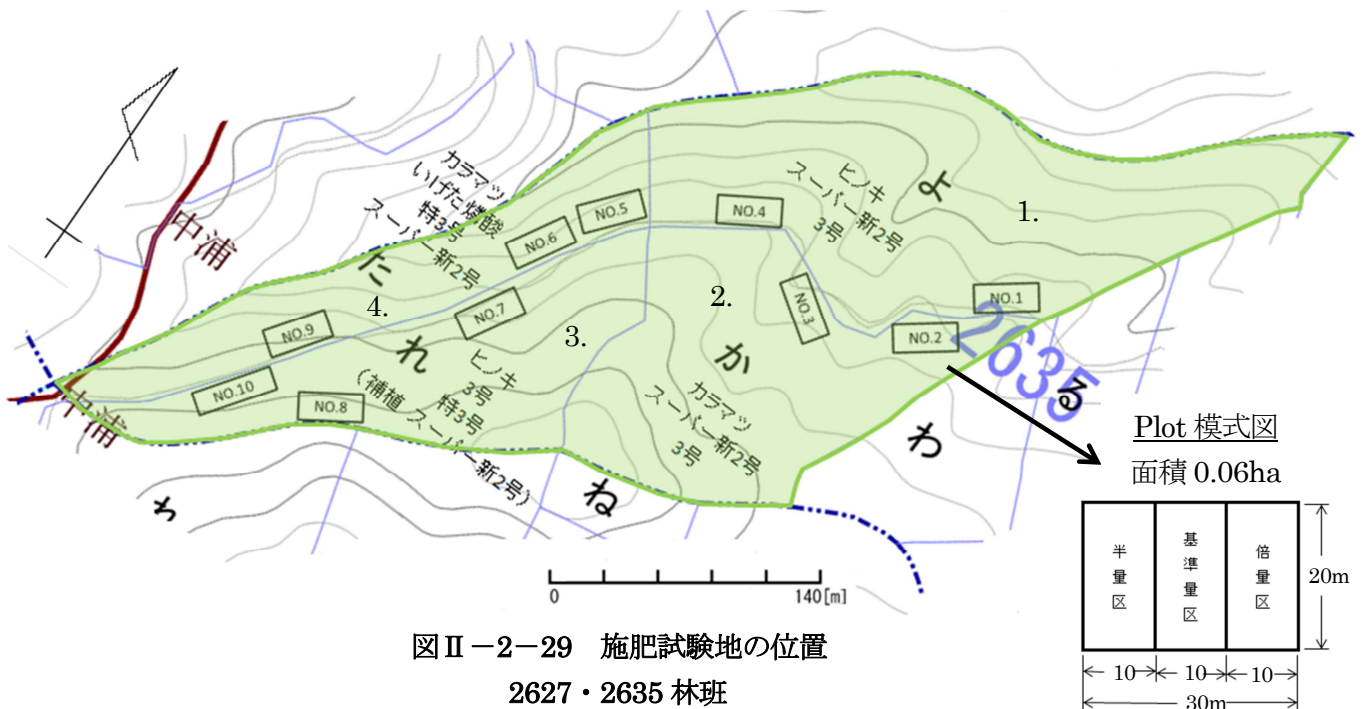 中浦
カラマツ
いげた燐酸
特3号
スーパー新2号
NO.5
NO.6
NO.4
ヒノキ
スーパー新2号
3号
よ
1.
た
4.
2.
NO.1
NO.3
NO.7
NO.2
2635
3.
NO.9
れ
か
る
中浦
NO.10
NO.8
ヒノキ
3号
特3号
(補植 スーパー新2号)
カラマツ
スーパー新2号
3号
わ
ね
ち
Plot 模式図
面積 0.06ha
半量区
基準量区
倍量区
20m
10
10
10
30m
0
140[m]
図Ⅱ-2-29 施肥試験地の位置
2627・2635 林班